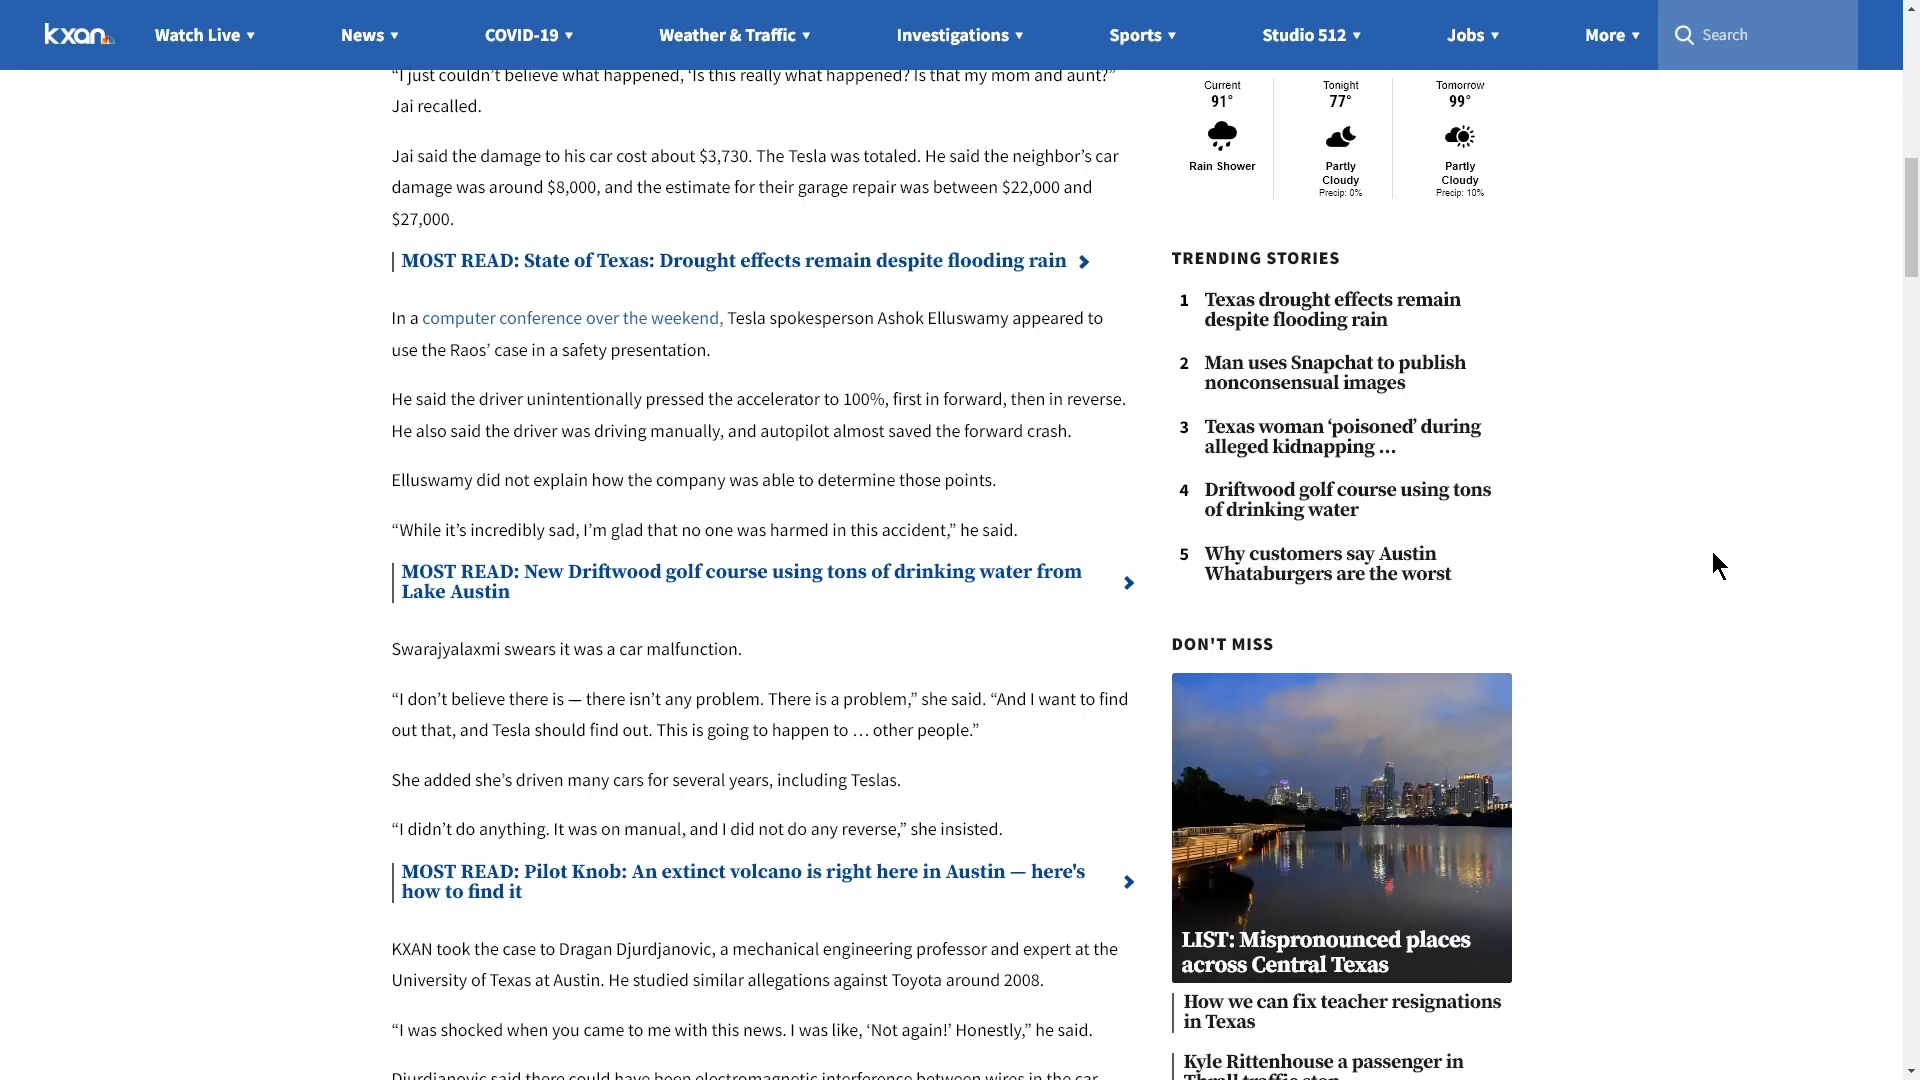 kxan
Watch Live ▾
News ▾
COVID-19 ▾
Weather & Traffic ▾
Investigations ▾
Sports ▾
Studio 512 ▾
Jobs ▾
More ▾
Search
“I just couldn’t believe what happened, ‘Is this really what happened? Is that my mom and aunt?”
Jai recalled.
Jai said the damage to his car cost about $3,730. The Tesla was totaled. He said the neighbor’s car
damage was around $8,000, and the estimate for their garage repair was between $22,000 and
$27,000.
MOST READ: State of Texas: Drought effects remain despite flooding rain
In a computer conference over the weekend, Tesla spokesperson Ashok Elluswamy appeared to
use the Raos’ case in a safety presentation.
He said the driver unintentionally pressed the accelerator to 100%, first in forward, then in reverse.
He also said the driver was driving manually, and autopilot almost saved the forward crash.
Elluswamy did not explain how the company was able to determine those points.
“While it’s incredibly sad, I’m glad that no one was harmed in this accident,” he said.
MOST READ: New Driftwood golf course using tons of drinking water from
Lake Austin
Swarajyalaxmi swears it was a car malfunction.
“I don’t believe there is — there isn’t any problem. There is a problem,” she said. “And I want to find
out that, and Tesla should find out. This is going to happen to … other people.”
She added she’s driven many cars for several years, including Teslas.
“I didn’t do anything. It was on manual, and I did not do any reverse,” she insisted.
MOST READ: Pilot Knob: An extinct volcano is right here in Austin — here's
how to find it
KXAN took the case to Dragan Djurdjanovic, a mechanical engineering professor and expert at the
University of Texas at Austin. He studied similar allegations against Toyota around 2008.
“I was shocked when you came to me with this news. I was like, ‘Not again!’ Honestly,” he said.
Djurdjanovic said there could have been electromagnetic interference between wires in the car
Current
91°
Rain Shower
Tonight
77°
Partly
Cloudy
Precip: 0%
Tomorrow
99°
Partly
Cloudy
Precip: 10%
TRENDING STORIES
1 Texas drought effects remain
despite flooding rain
2 Man uses Snapchat to publish
nonconsensual images
3 Texas woman ‘poisoned’ during
alleged kidnapping …
4 Driftwood golf course using tons
of drinking water
5 Why customers say Austin
Whataburgers are the worst
DON'T MISS
LIST: Mispronounced places
across Central Texas
How we can fix teacher resignations
in Texas
Kyle Rittenhouse a passenger in
Thrall traffic stop